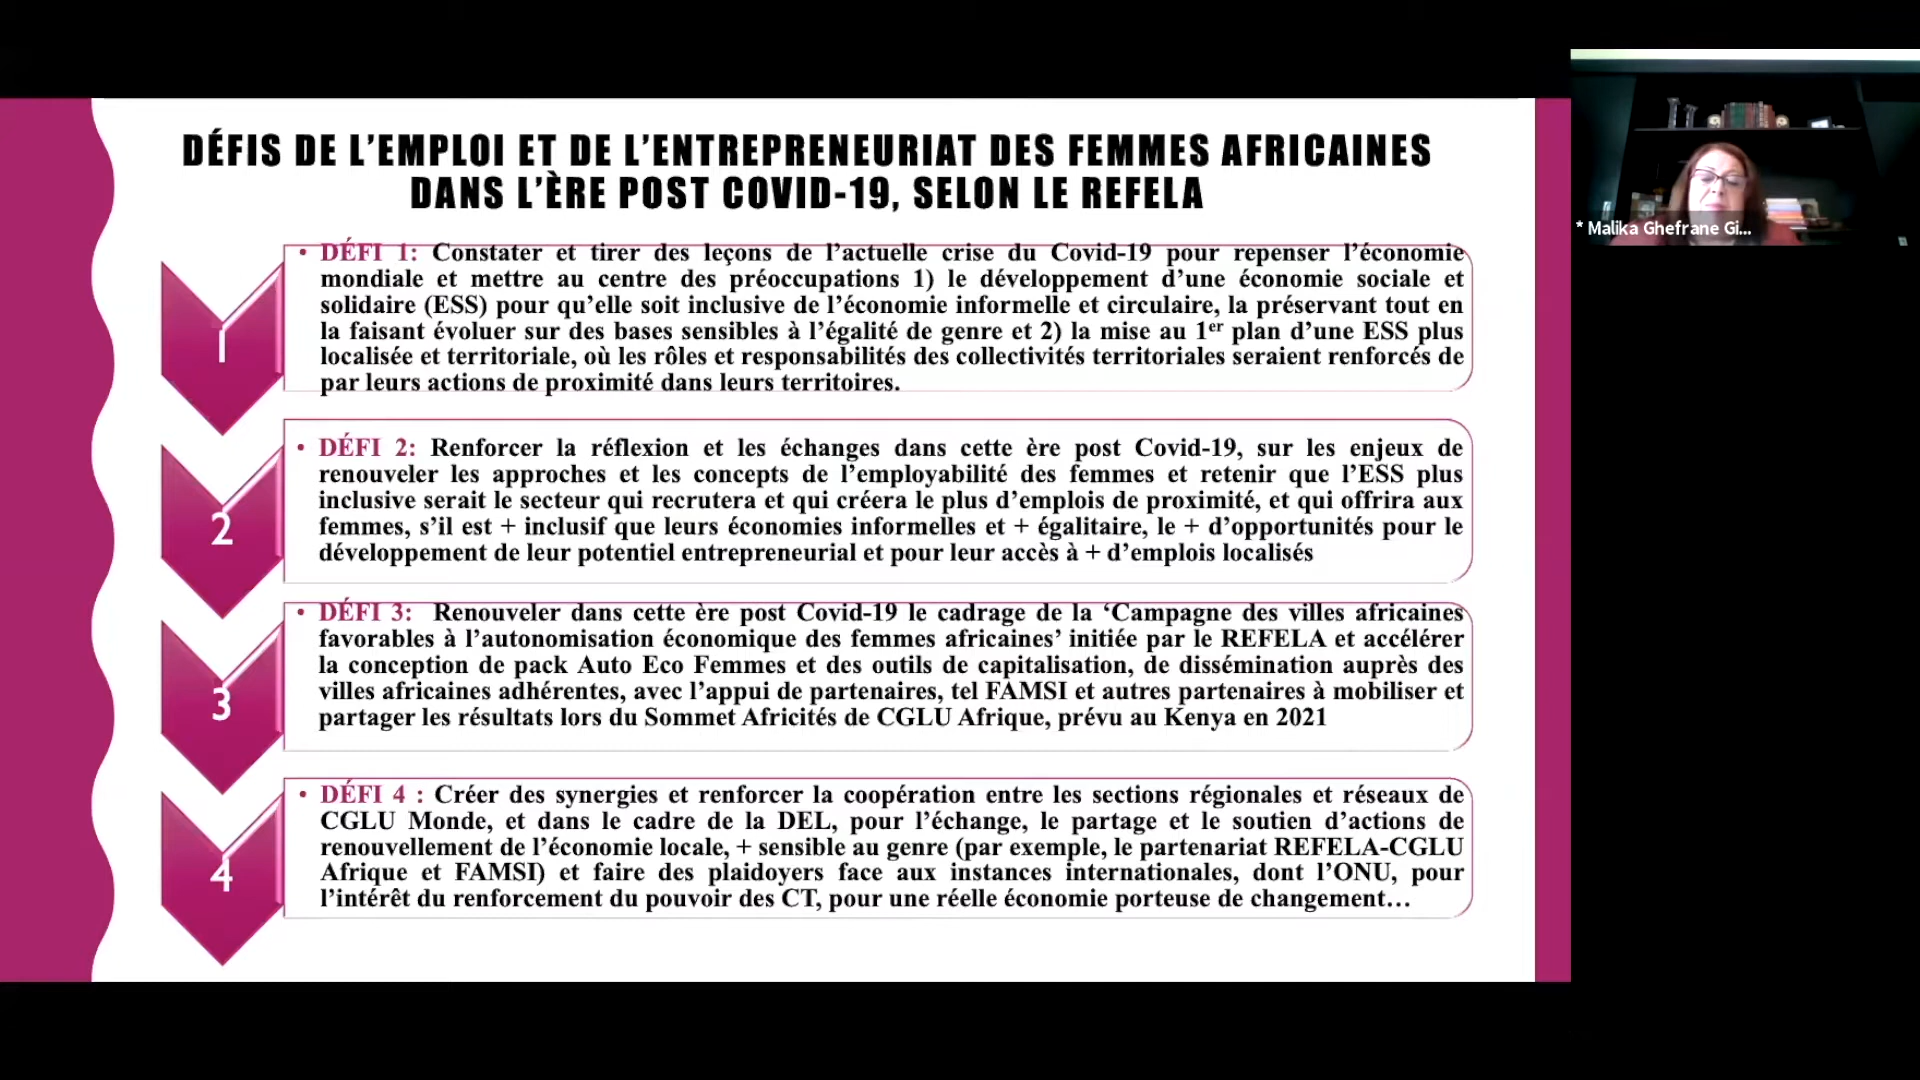 DÉFIS DE L'EMPLOI ET DE L'ENTREPRENEURIAT DES FEMMES AFRICAINES
DANS L'ÈRE POST COVID-19, SELON LE REFELA
1
• DÉFI 1: Constater et tirer des leçons de l'actuelle crise du Covid-19 pour repenser l'économie
mondiale et mettre au centre des préoccupations 1) le développement d'une économie sociale et
solidaire (ESS) pour qu'elle soit inclusive de l'économie informelle et circulaire, la préservant tout en
la faisant évoluer sur des bases sensibles à l'égalité de genre et 2) la mise au 1er plan d'une ESS plus
localisée et territoriale, où les rôles et responsabilités des collectivités territoriales seraient renforcés de
par leurs actions de proximité dans leurs territoires.
2
• DÉFI 2: Renforcer la réflexion et les échanges dans cette ère post Covid-19, sur les enjeux de
renouveler les approches et les concepts de l'employabilité des femmes et retenir que l'ESS plus
inclusive serait le secteur qui recrutera et qui créera le plus d'emplois de proximité, et qui offrira aux
femmes, s'il est + inclusif que leurs économies informelles et + égalitaire, le + d'opportunités pour le
développement de leur potentiel entrepreneurial et pour leur accès à + d'emplois localisés
3
• DÉFI 3: Renouveler dans cette ère post Covid-19 le cadrage de la ‘Campagne des villes africaines
favorables à l'autonomisation économique des femmes africaines’ initiée par le REFELA et accélérer
la conception de pack Auto Eco Femmes et des outils de capitalisation, de dissémination auprès des
villes africaines adhérentes, avec l'appui de partenaires, tel FAMSI et autres partenaires à mobiliser et
partager les résultats lors du Sommet Africités de CGLU Afrique, prévu au Kenya en 2021
4
• DÉFI 4 : Créer des synergies et renforcer la coopération entre les sections régionales et réseaux de
CGLU Monde, et dans le cadre de la DEL, pour l'échange, le partage et le soutien d'actions de
renouvellement de l'économie locale, + sensible au genre (par exemple, le partenariat REFELA-CGLU
Afrique et FAMSI) et faire des plaidoyers face aux instances internationales, dont l'ONU, pour
l'intérêt du renforcement du pouvoir des CT, pour une réelle économie porteuse de changement…
* Malika Ghefrane Gi...